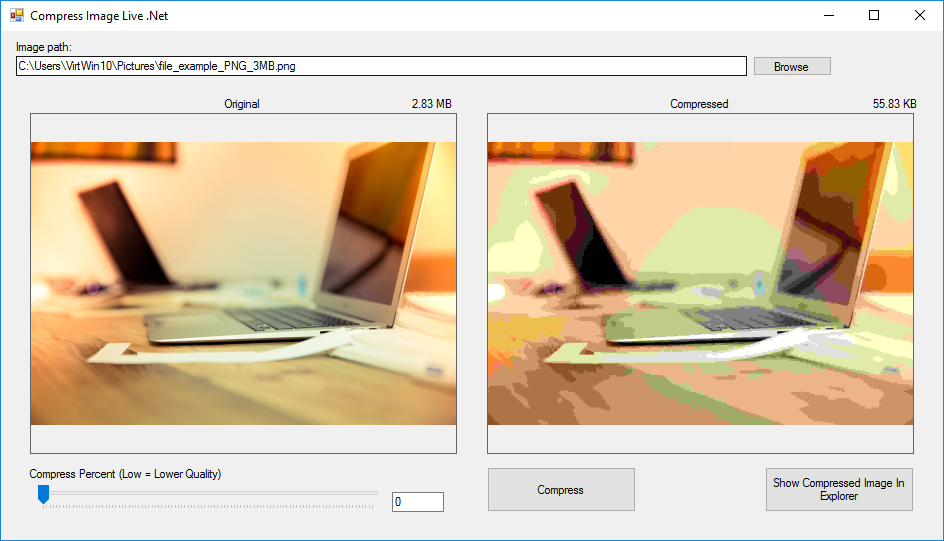 Compress Image Live .Net
Image path:
C:\Users\VirtWin10\Pictures\file_example_PNG_3MB.png
Browse
Original
2.83 MB
Compressed
55.83 KB
Compress Percent (Low = Lower Quality)
0
Compress
Show Compressed Image In
Explorer